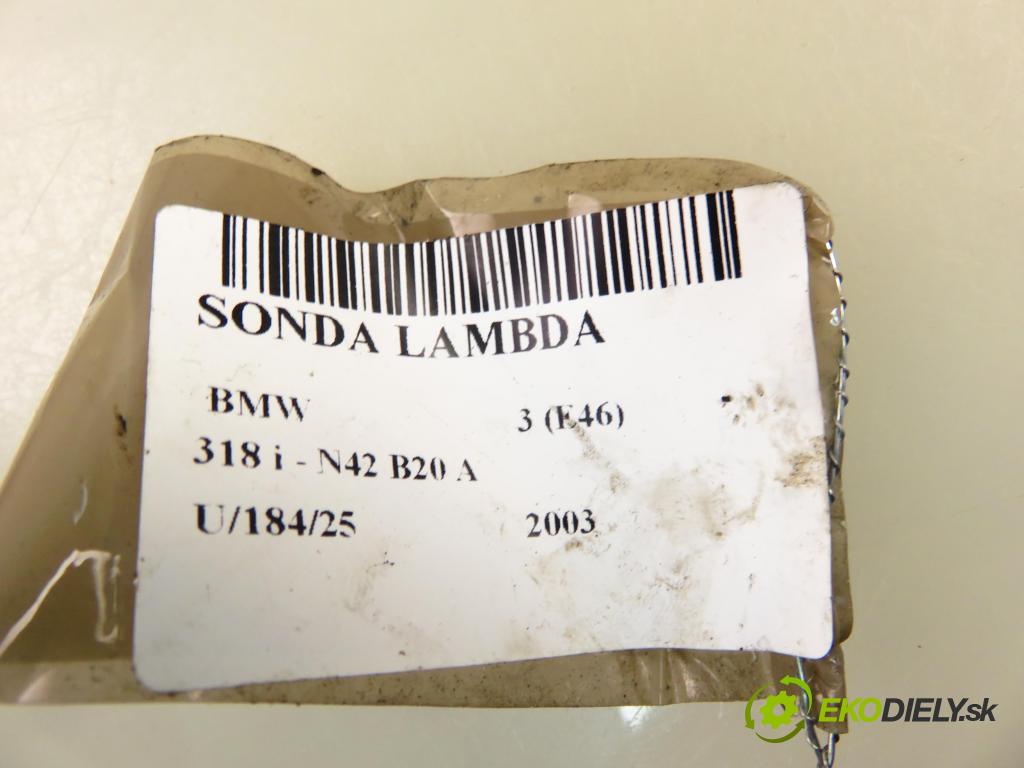 SONDA LAMBDA
BMW 3 (E46)
318 i - N42 B20 A
U/184/25 2003
EKODIELY.sk